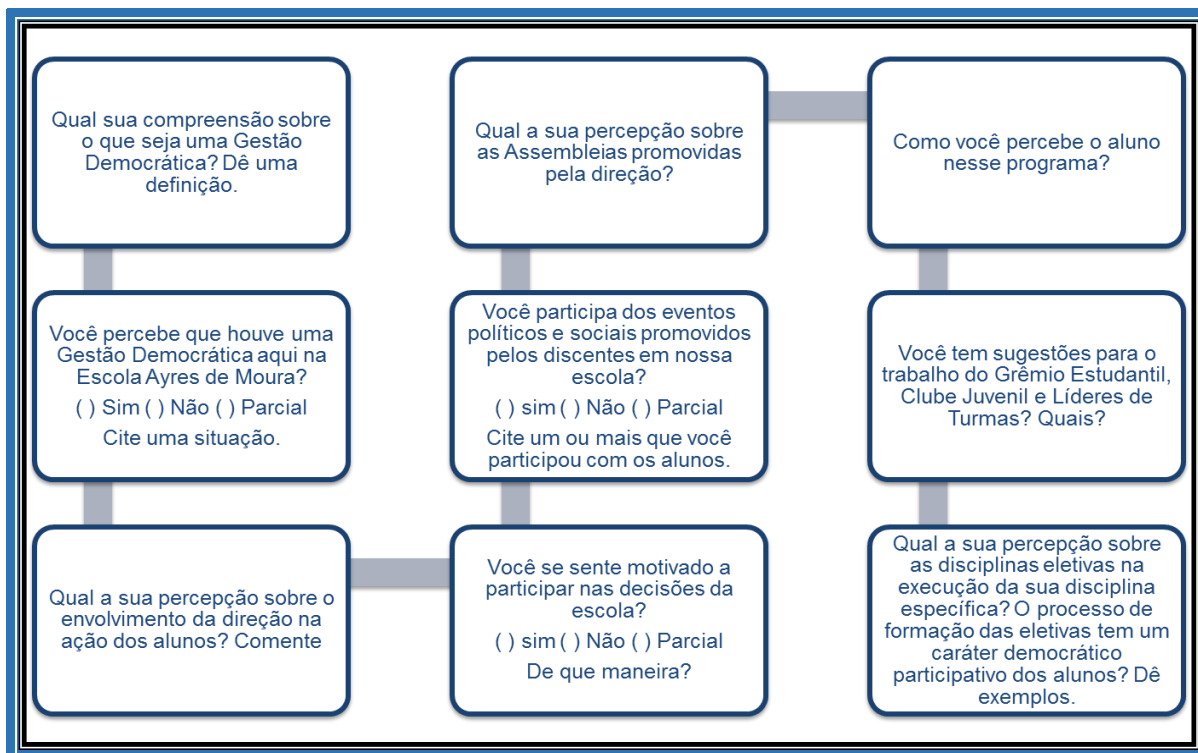 Qual sua compreensão sobre
o que seja uma Gestão
Democrática? Dê uma
definição.
Você percebe que houve uma
Gestão Democrática aqui na
Escola Ayres de Moura?
( ) Sim ( ) Não ( ) Parcial
Cite uma situação.
Qual a sua percepção sobre o
envolvimento da direção na
ação dos alunos? Comente
Você se sente motivado a
participar nas decisões da
escola?
( ) sim ( ) Não ( ) Parcial
De que maneira?
Você participa dos eventos
políticos e sociais promovidos
pelos discentes em nossa
escola?
( ) sim ( ) Não ( ) Parcial
Cite um ou mais que você
participou com os alunos.
Qual a sua percepção sobre
as Assembleias promovidas
pela direção?
Como você percebe o aluno
nesse programa?
Você tem sugestões para o
trabalho do Grêmio Estudantil,
Clube Juvenil e Líderes de
Turmas? Quais?
Qual a sua percepção sobre
as disciplinas eletivas na
execução da sua disciplina
específica? O processo de
formação das eletivas tem um
caráter democrático
participativo dos alunos? Dê
exemplos.